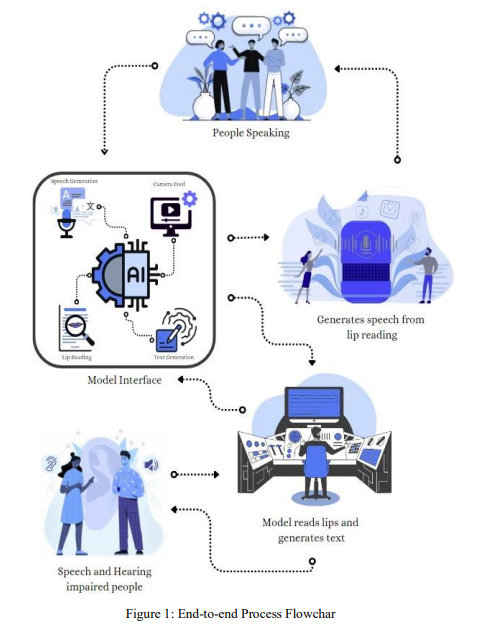 People Speaking
Speech Generation
Camera Feed
A
文
AI
Lip Reading
Text Generation
Model Interface
Generates speech from
lip reading
Model reads lips and
generates text
Speech and Hearing
impaired people
Figure 1: End-to-end Process Flowchar